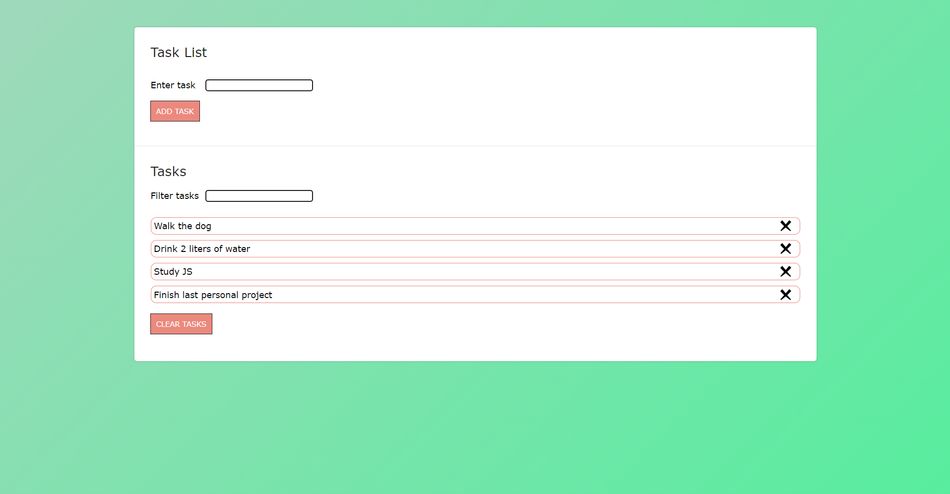 Task List
Enter task
ADD TASK
Tasks
Filter tasks
Walk the dog
Drink 2 liters of water
Study JS
Finish last personal project
CLEAR TASKS